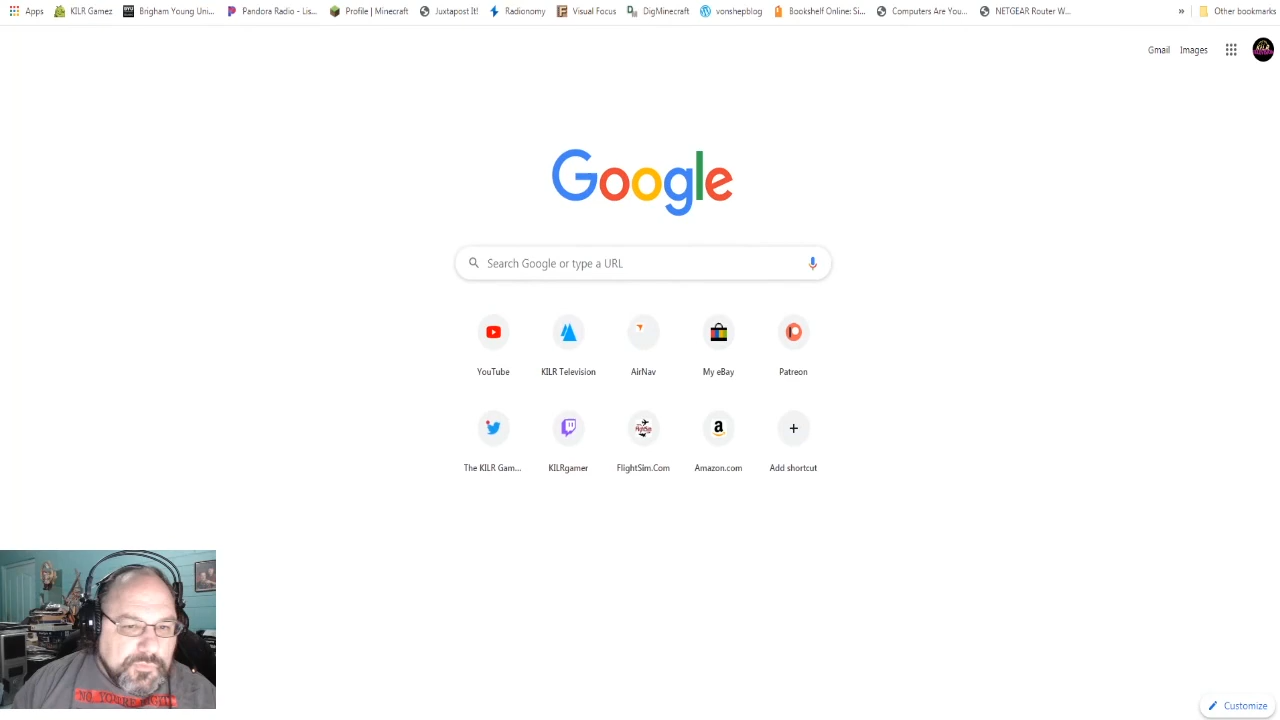 Apps KILR Gamez Brigham Young Uni... Pandora Radio - Lis... Profile | Minecraft Juxtapost It! Radionomy Visual Focus DigMinecraft vonshepblog Bookshelf Online: Si... Computers Are You... NETGEAR Router W... » Other bookmarks
Gmail Images
Google
Search Google or type a URL
YouTube KILR Television AirNav My eBay Patreon
The KILR Gam... KILRgamer FlightSim.Com Amazon.com Add shortcut
Customize